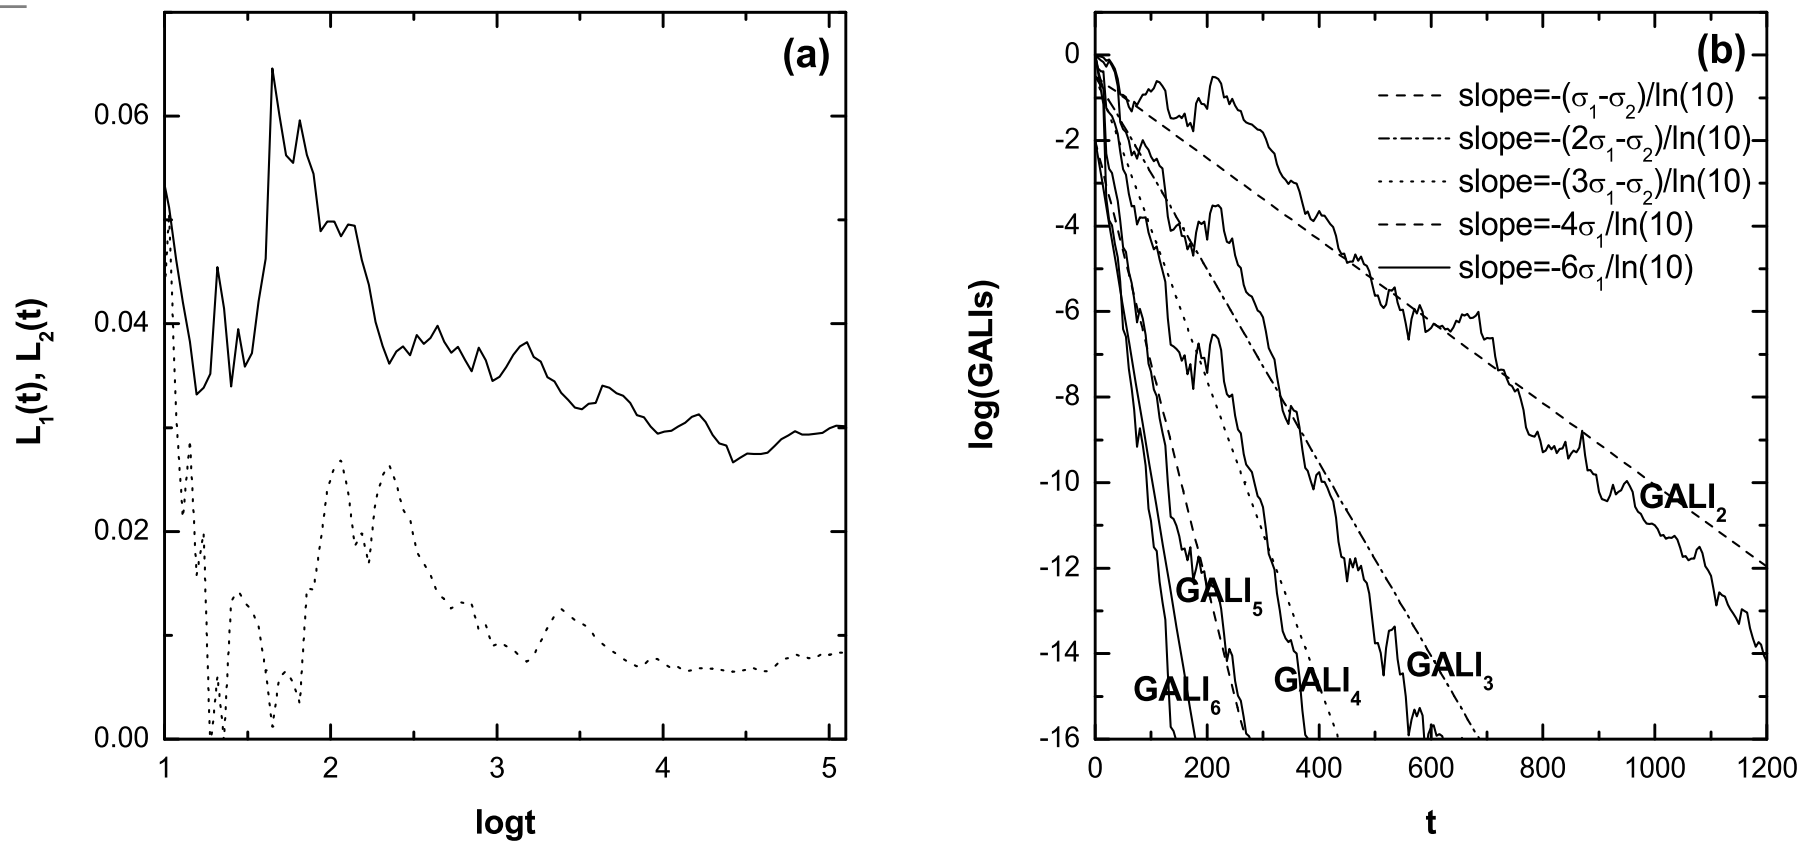 (a)
0.06
0.04
0.02
0.00
1
2
3
4
5
logt
L1(t), L2(t)
(b)
0
-2
-4
-6
-8
-10
-12
-14
-16
0
200
400
600
800
1000
1200
t
log(GALIs)
slope=-(σ1-σ2)/ln(10)
slope=-(2σ1-σ2)/ln(10)
slope=-(3σ1-σ2)/ln(10)
slope=-4σ1/ln(10)
slope=-6σ1/ln(10)
GALI2
GALI5
GALI3
GALI4
GALI6